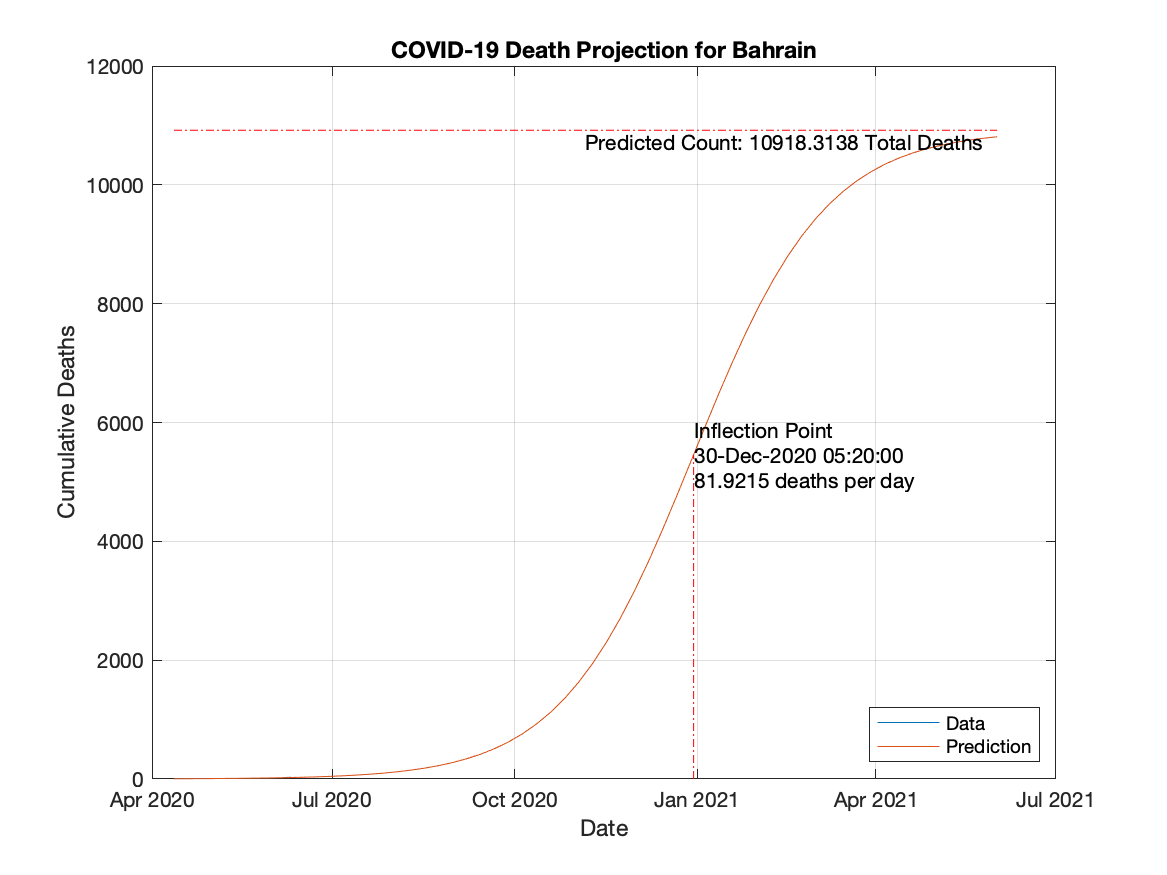 COVID-19 Death Projection for Bahrain
12000
Predicted Count: 10918.3138 Total Deaths
10000
8000
Cumulative Deaths
6000
Inflection Point
30-Dec-2020 05:20:00
81.9215 deaths per day
4000
2000
Data
Prediction
0
Apr 2020
Jul 2020
Oct 2020
Jan 2021
Apr 2021
Jul 2021
Date